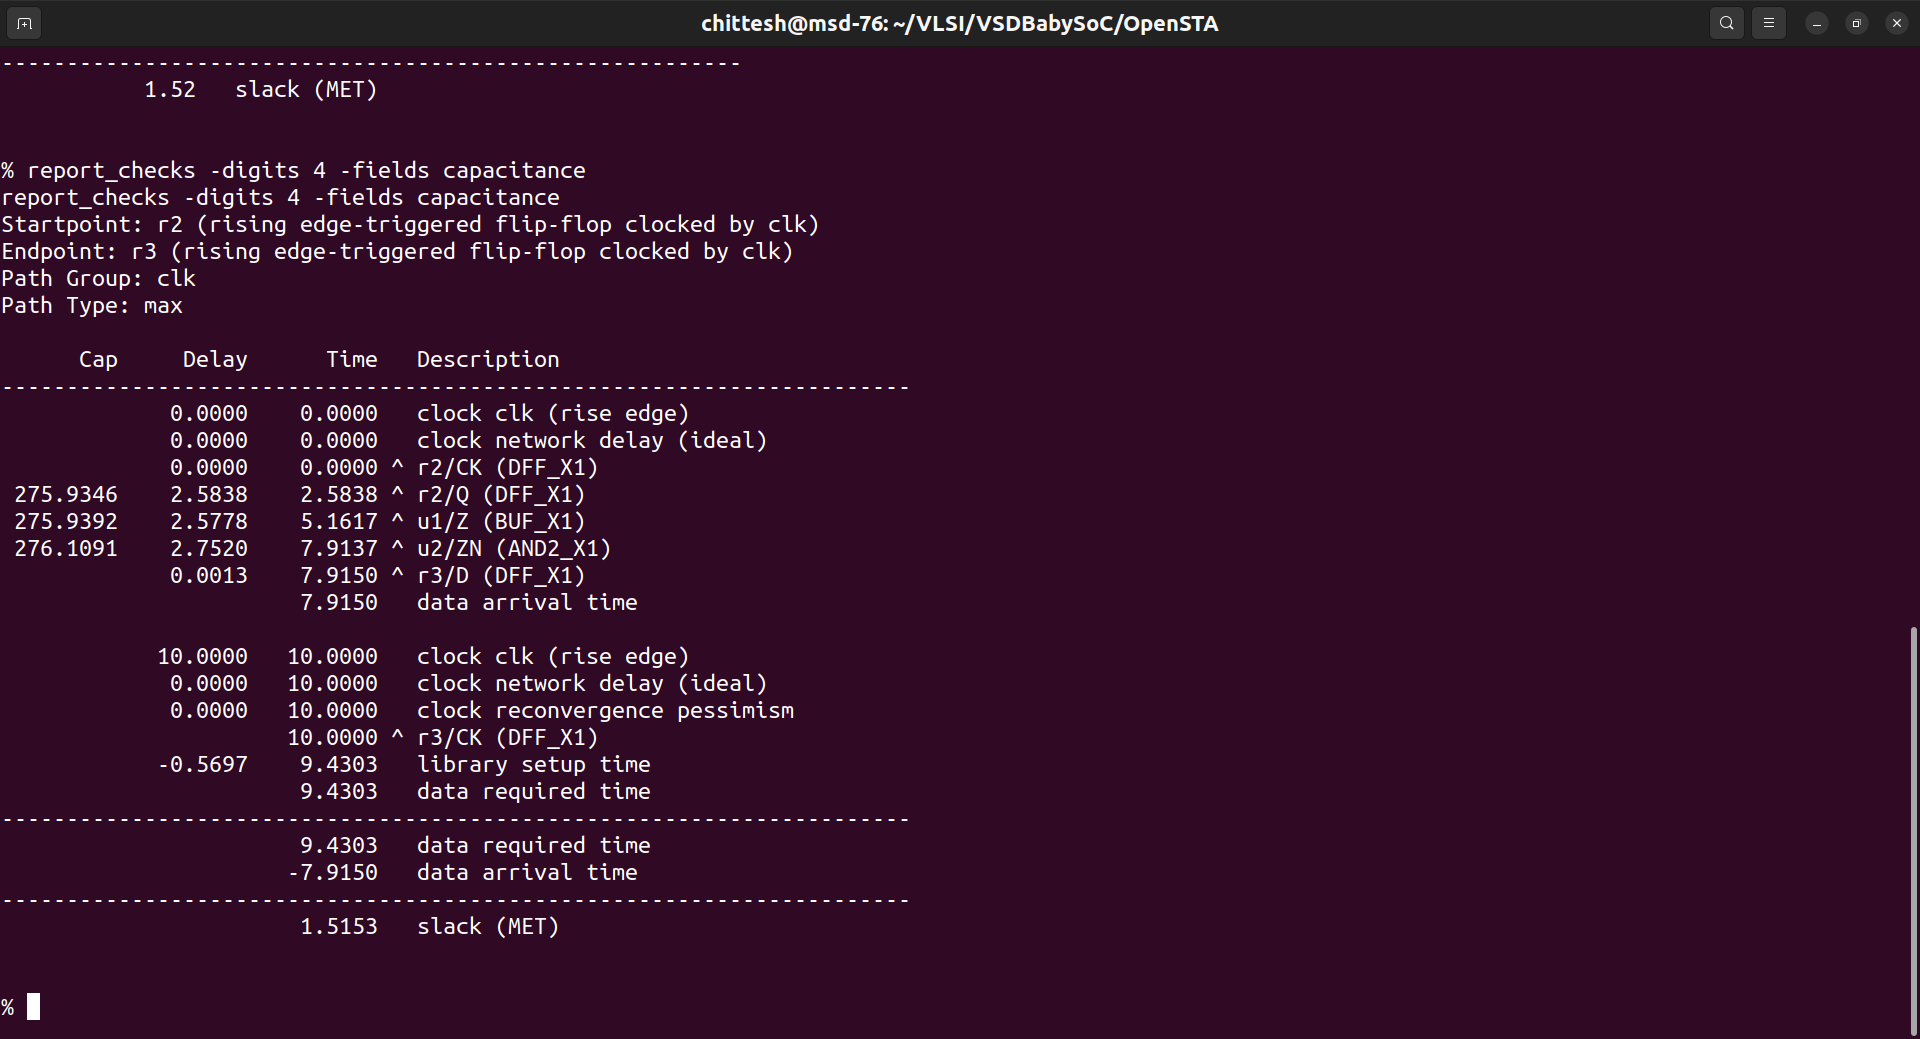 chittesh@msd-76: ~/VLSI/VSDBabySoC/OpenSTA
---------------------------------------------------------
           1.52   slack (MET)
% report_checks -digits 4 -fields capacitance
report_checks -digits 4 -fields capacitance
Startpoint: r2 (rising edge-triggered flip-flop clocked by clk)
Endpoint: r3 (rising edge-triggered flip-flop clocked by clk)
Path Group: clk
Path Type: max
      Cap     Delay      Time   Description
----------------------------------------------------------------------
             0.0000    0.0000   clock clk (rise edge)
             0.0000    0.0000   clock network delay (ideal)
             0.0000    0.0000 ^ r2/CK (DFF_X1)
 275.9346    2.5838    2.5838 ^ r2/Q (DFF_X1)
 275.9392    2.5778    5.1617 ^ u1/Z (BUF_X1)
 276.1091    2.7520    7.9137 ^ u2/ZN (AND2_X1)
             0.0013    7.9150 ^ r3/D (DFF_X1)
                       7.9150   data arrival time
            10.0000   10.0000   clock clk (rise edge)
             0.0000   10.0000   clock network delay (ideal)
             0.0000   10.0000   clock reconvergence pessimism
                      10.0000 ^ r3/CK (DFF_X1)
            -0.5697    9.4303   library setup time
                       9.4303   data required time
----------------------------------------------------------------------
                       9.4303   data required time
                      -7.9150   data arrival time
----------------------------------------------------------------------
                       1.5153   slack (MET)
%